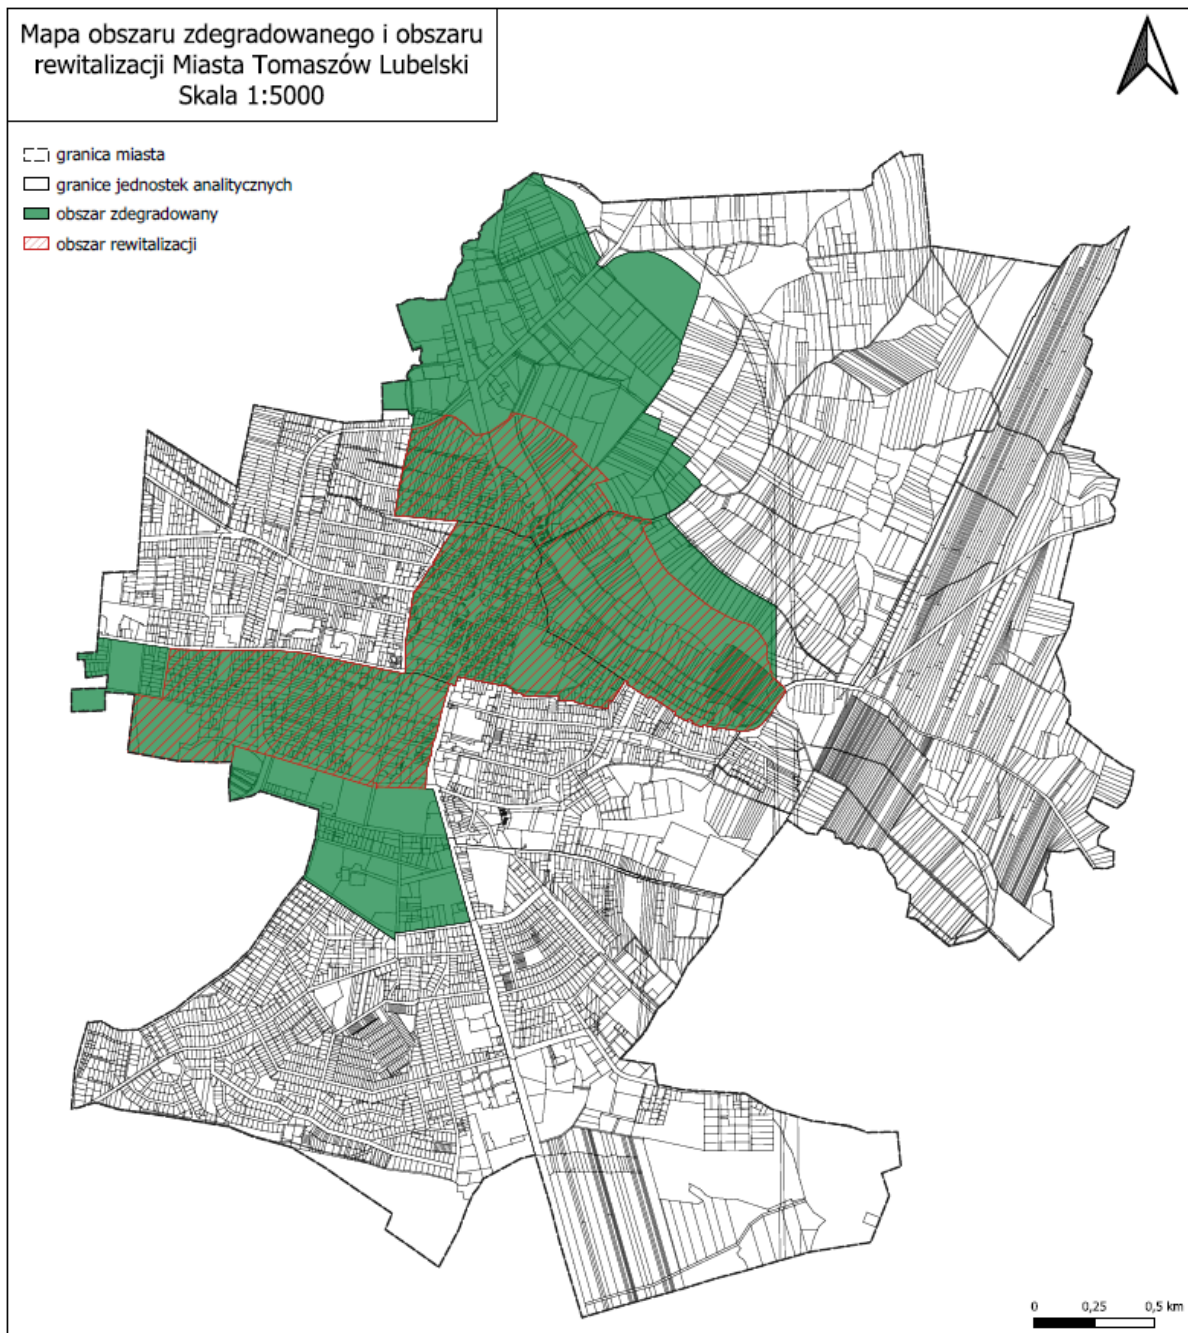 Mapa obszaru zdegradowanego i obszaru
rewitalizacji Miasta Tomaszów Lubelski
Skala 1:5000
granica miasta
granice jednostek analitycznych
obszar zdegradowany
obszar rewitalizacji
0 0,25 0,5 km